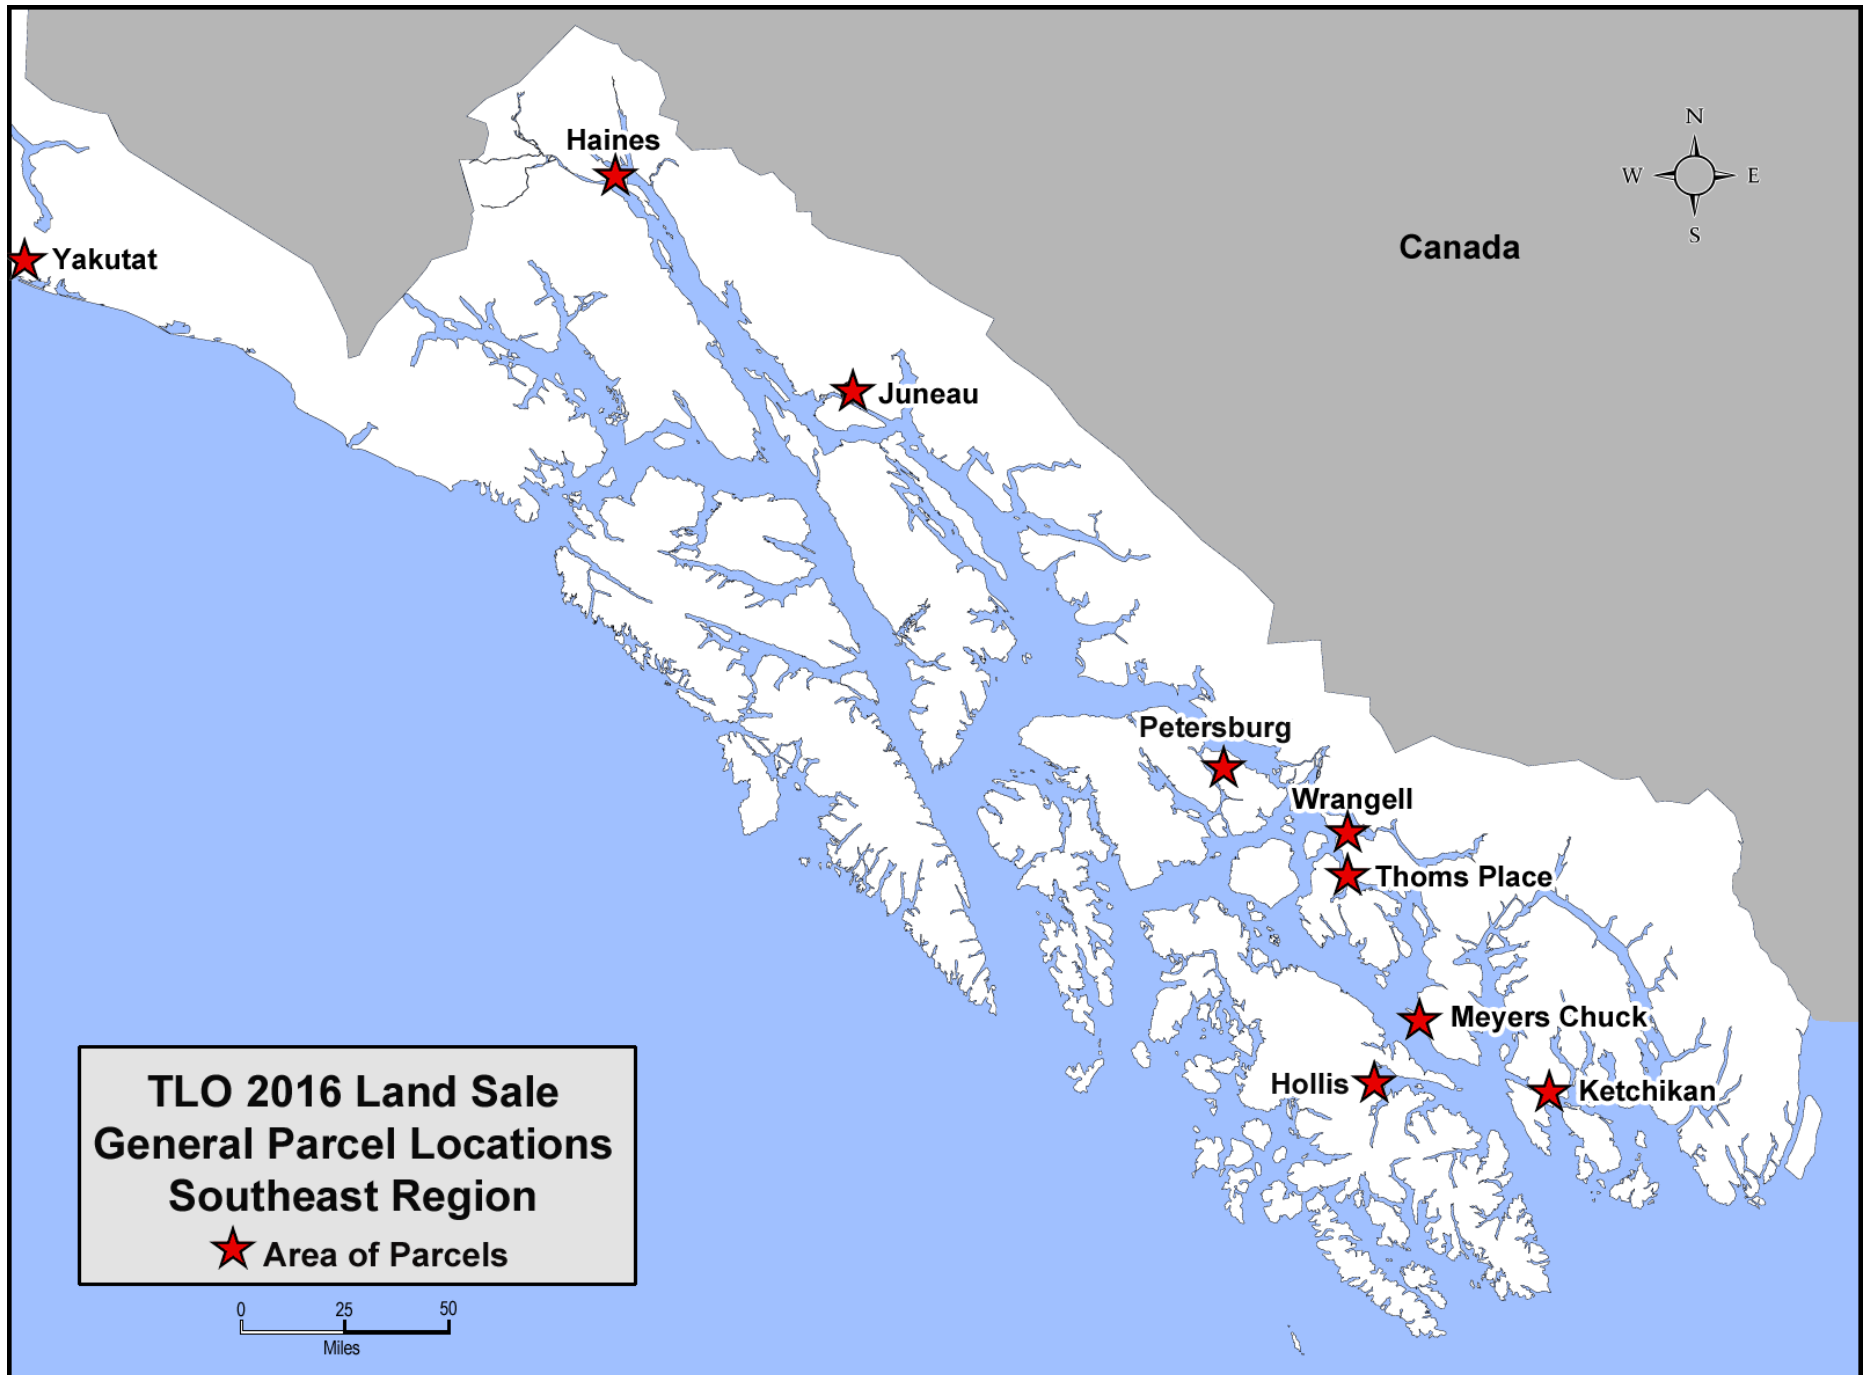 N
Haines
W
E
S
Canada
Yakutat
Juneau
Petersburg
Wrangell
Thoms Place
Meyers Chuck
Hollis
Ketchikan
TLO 2016 Land Sale
General Parcel Locations
Southeast Region
Area of Parcels
0 25 50
Miles